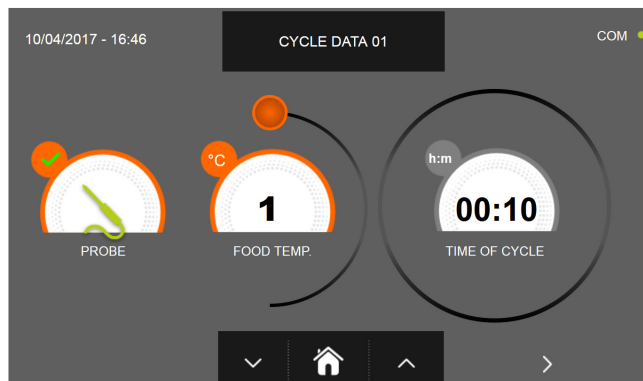 10/04/2017 - 16:46
CYCLE DATA 01
COM
°C
h:m
1
00:10
PROBE
FOOD TEMP.
TIME OF CYCLE